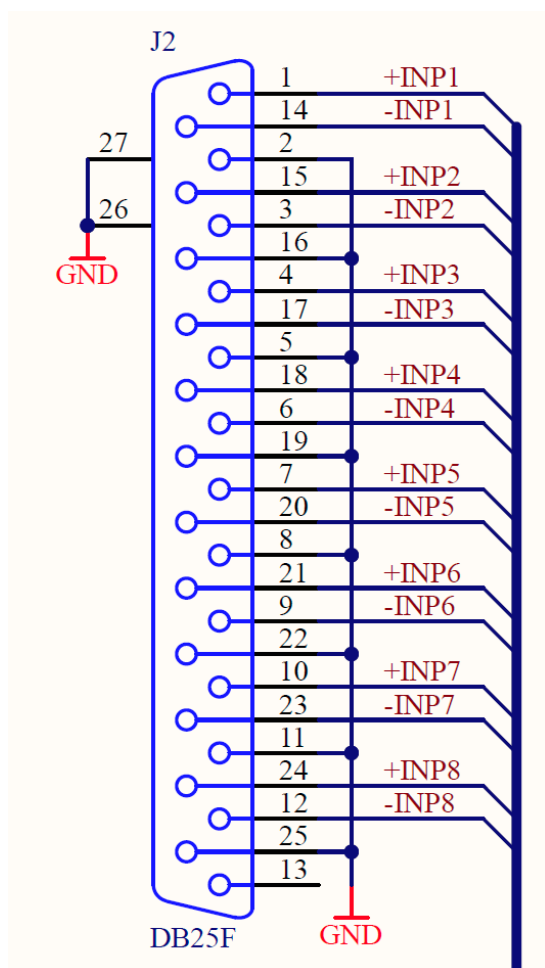 J2
1 +INP1
14 -INP1
27 2
15 +INP2
26 3 -INP2
16
GND 4 +INP3
17 -INP3
5
18 +INP4
6 -INP4
19
7 +INP5
20 -INP5
8
21 +INP6
9 -INP6
22
10 +INP7
23 -INP7
11
24 +INP8
12 -INP8
25
13
DB25F GND